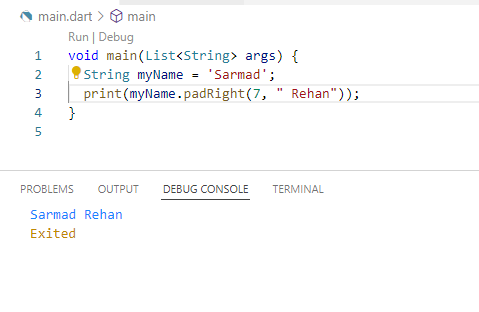 main.dart > main
Run | Debug
1 void main(List<String> args) {
2 String myName = 'Sarmad';
3 print(myName.padRight(7, " Rehan"));
4 }
5
PROBLEMS OUTPUT DEBUG CONSOLE TERMINAL
Sarmad Rehan
Exited